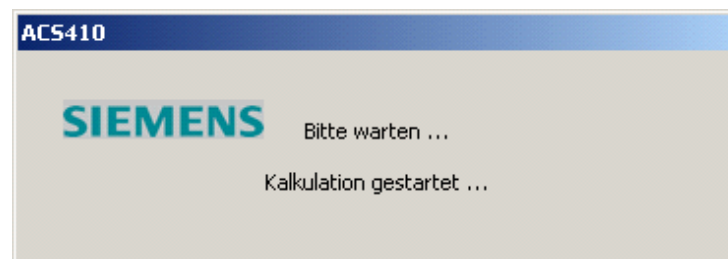 ACS410
SIEMENS
Bitte warten ...
Kalkulation gestartet ...